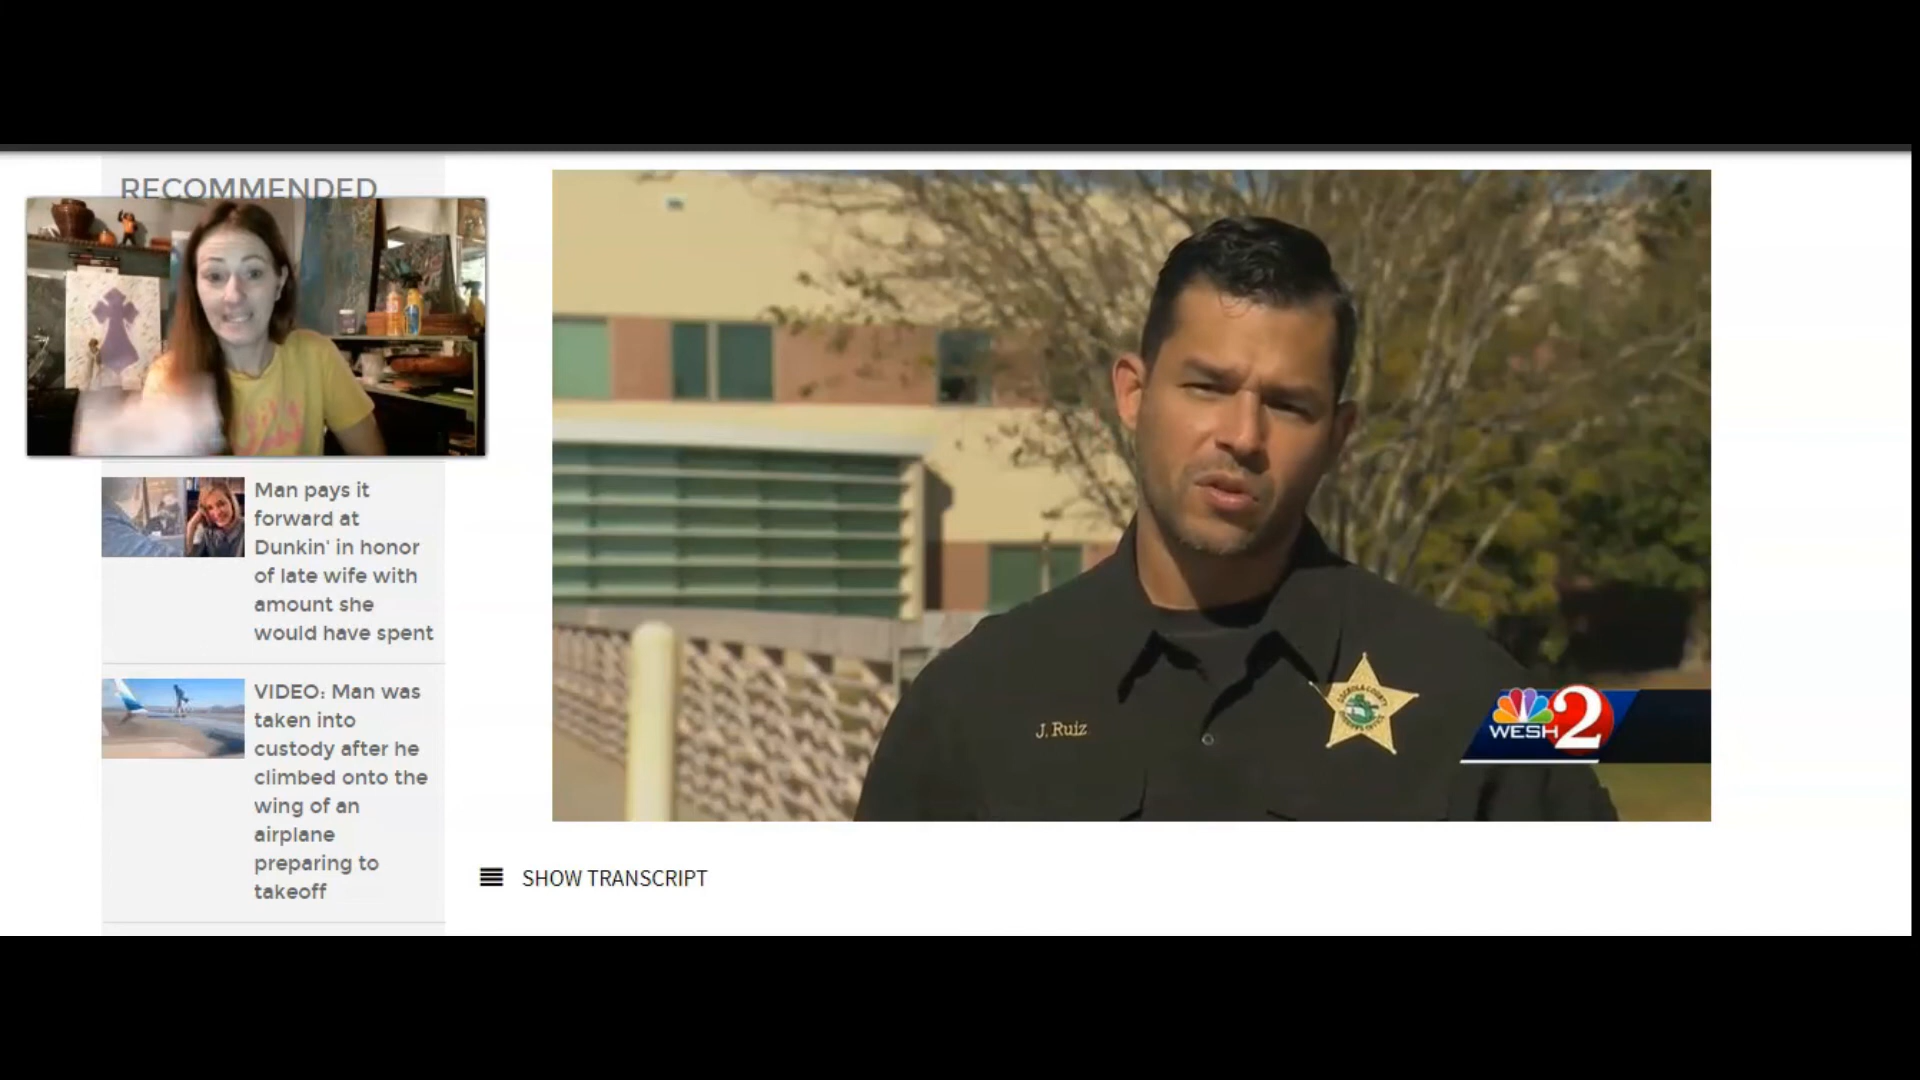 RECOMMENDED
Man pays it
forward at
Dunkin' in honor
of late wife with
amount she
would have spent
VIDEO: Man was
taken into
custody after he
climbed onto the
wing of an
airplane
preparing to
takeoff
J. Ruiz
WESH 2
SHOW TRANSCRIPT